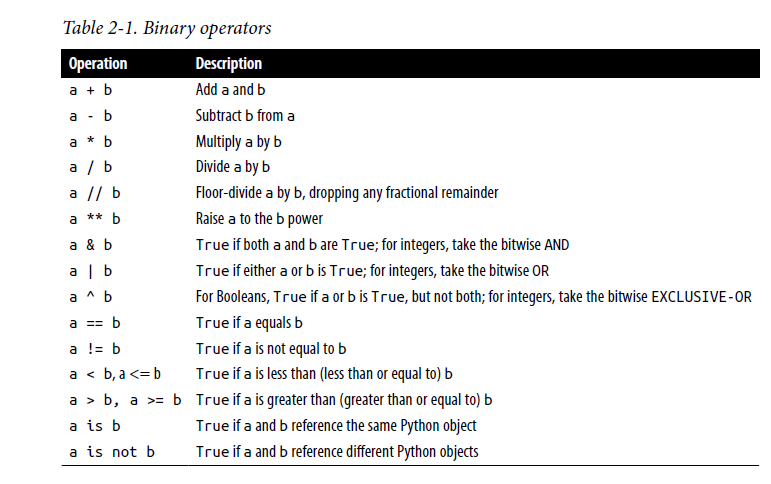 Table 2-1. Binary operators
Operation Description
a + b Add a and b
a - b Subtract b from a
a * b Multiply a by b
a / b Divide a by b
a // b Floor-divide a by b, dropping any fractional remainder
a ** b Raise a to the b power
a & b True if both a and b are True; for integers, take the bitwise AND
a | b True if either a or b is True; for integers, take the bitwise OR
a ^ b For Booleans, True if a or b is True, but not both; for integers, take the bitwise EXCLUSIVE-OR
a == b True if a equals b
a != b True if a is not equal to b
a < b, a <= b True if a is less than (less than or equal to) b
a > b, a >= b True if a is greater than (greater than or equal to) b
a is b True if a and b reference the same Python object
a is not b True if a and b reference different Python objects